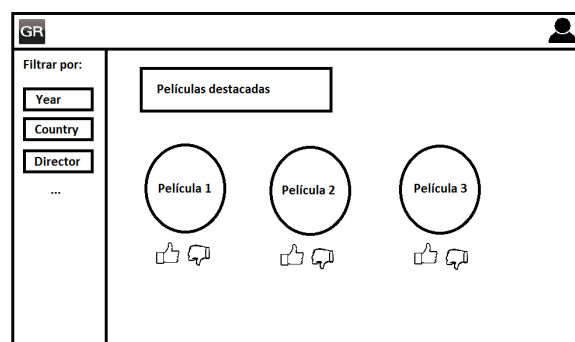 GR
Filtrar por:
Year
Country
Director
...
Películas destacadas
Película 1
Película 2
Película 3